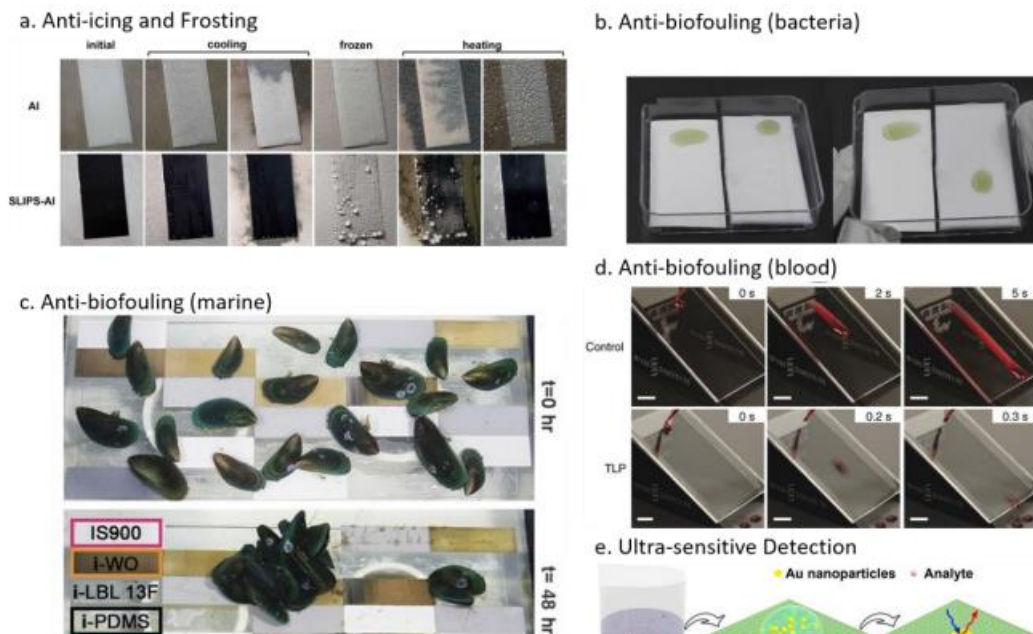 a. Anti-icing and Frosting
initial
cooling
frozen
heating
Al
SLIPS-Al
b. Anti-biofouling (bacteria)
c. Anti-biofouling (marine)
t=0 hr
IS900
i-WO
i-LBL 13F
i-PDMS
t= 48 hr
d. Anti-biofouling (blood)
0 s
2 s
5 s
Control
0 s
0.2 s
0.3 s
TLP
e. Ultra-sensitive Detection
Au nanoparticles
Analyte